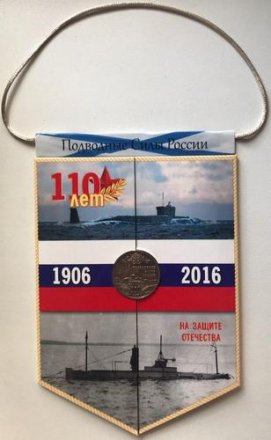 Подводные Силы России
110
лет
1906 2016
НА ЗАЩИТЕ
ОТЕЧЕСТВА